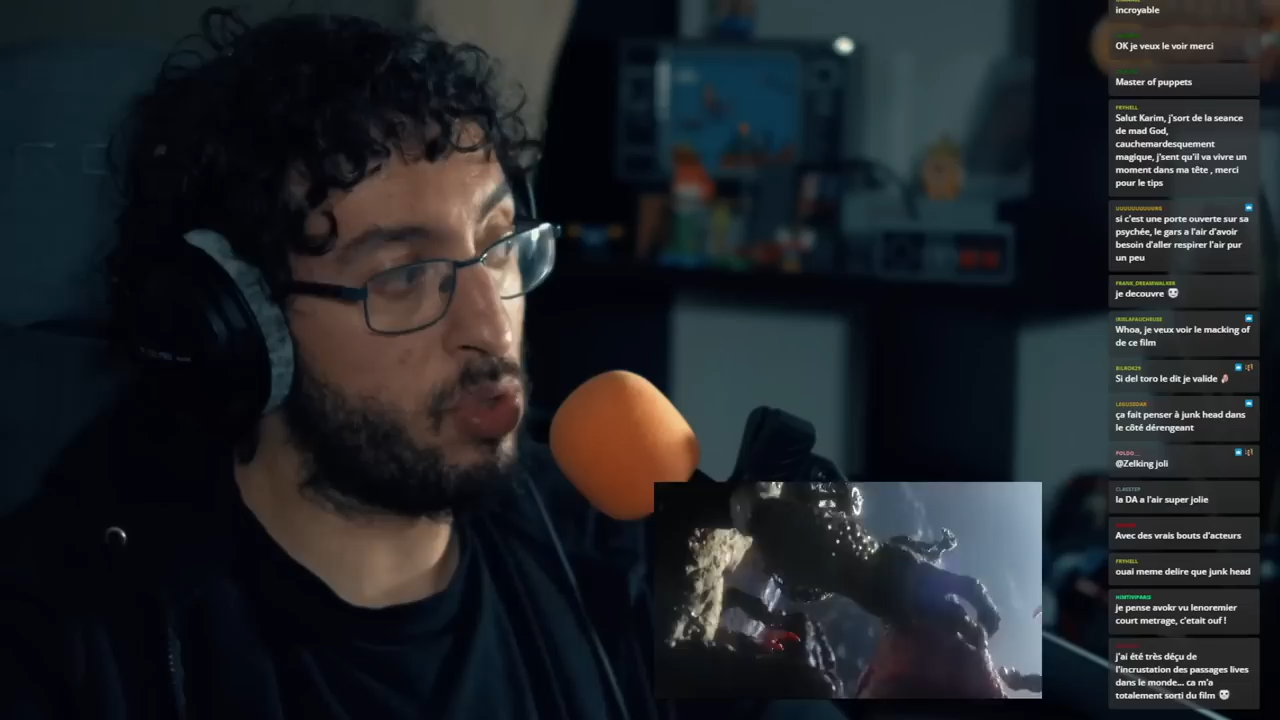 incroyable
OK je veux le voir merci
Master of puppets
FRYHELL
Salut Karim, j'sort de la seance
de mad God,
cauchemardesquement
magique, j'sent qu'il va vivre un
moment dans ma tête , merci
pour le tips
si c'est une porte ouverte sur sa
psychée, le gars a l'air d'avoir
besoin d'aller respirer l'air pur
un peu
FRANK_DREAMWALKER
je decouvre
IRISLAFAUCHEUSE
Whoa, je veux voir le macking of
de ce film
Si del toro le dit je valide
ça fait penser à junk head dans
le côté dérengeant
@Zelking joli
la DA a l'air super jolie
Avec des vrais bouts d'acteurs
FRYHELL
ouai meme delire que junk head
je pense avokr vu lenoremier
court metrage, c'etait ouf !
j'ai été très déçu de
l'incrustation des passages lives
dans le monde... ca m'a
totalement sorti du film